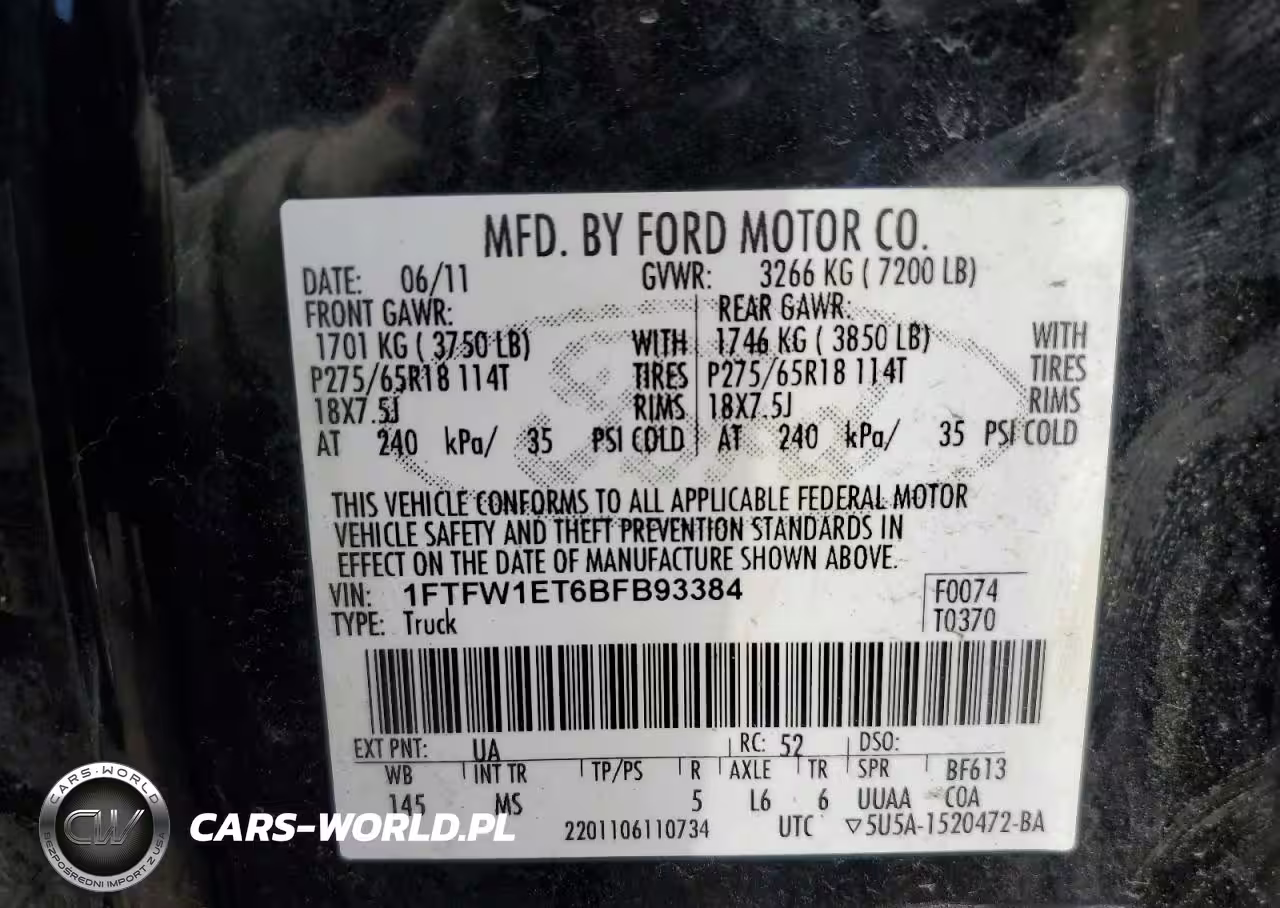 MFD. BY FORD MOTOR CO.
DATE: 06/11 GVWR: 3266 KG ( 7200 LB)
FRONT GAWR: REAR GAWR:
1701 KG ( 3750 LB) WITH 1746 KG ( 3850 LB) WITH
P275/65R18 114T TIRES P275/65R18 114T TIRES
18X7.5J RIMS 18X7.5J RIMS
AT 240 kPa/ 35 PSI COLD AT 240 kPa/ 35 PSI COLD
THIS VEHICLE CONFORMS TO ALL APPLICABLE FEDERAL MOTOR
VEHICLE SAFETY AND THEFT PREVENTION STANDARDS IN
EFFECT ON THE DATE OF MANUFACTURE SHOWN ABOVE.
VIN: 1FTFW1ET6BFB93384 F0074
TYPE: Truck T0370
EXT PNT: UA RC: 52 DSO:
WB INT TR TP/PS R AXLE TR SPR BF613
145 MS 5 L6 6 UUAA COA
2201106110734 UTC ▽5U5A-1520472-BA
CARS-WORLD
CW
BEZPOŚREDNI IMPORT Z USA
CARS-WORLD.PL